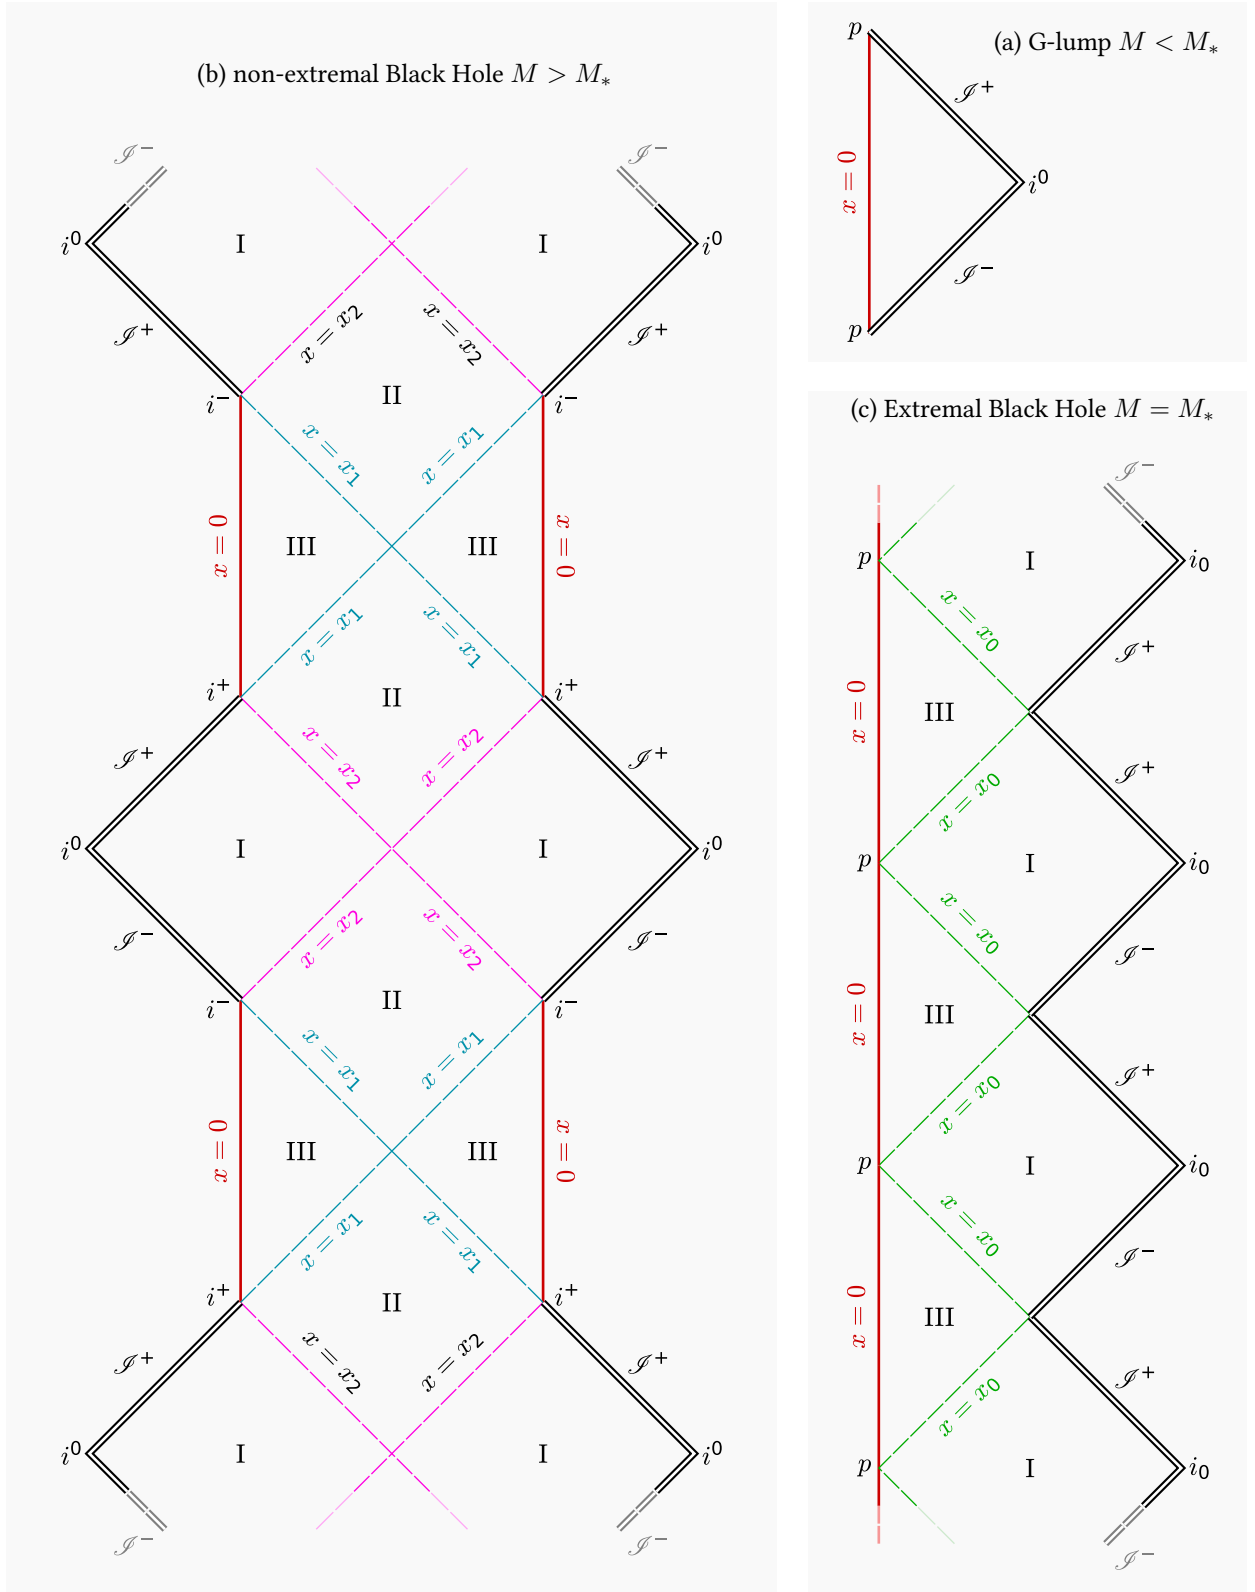 (b) non-extremal Black Hole M > M∗
ℐ− ℐ−
i0 I I i0
ℐ+ x = x2 x = x2 ℐ+
i− II i−
x = x1 x = x1
x = 0 III III x = 0
x = x1 x = x1
i+ II i+
ℐ+ x = x2 x = x2 ℐ+
i0 I I i0
ℐ− x = x2 x = x2 ℐ−
i− II i−
x = x1 x = x1
x = 0 III III x = 0
x = x1 x = x1
i+ II i+
ℐ+ x = x2 x = x2 ℐ+
i0 I I i0
ℐ− ℐ−
(a) G-lump M < M∗
p
ℐ+
x = 0 i0
ℐ−
p
(c) Extremal Black Hole M = M∗
ℐ−
p I i0
x = x0 ℐ+
x = 0 III
x = x0 ℐ+
p I i0
x = x0 ℐ−
x = 0 III
x = x0 ℐ+
p I i0
x = x0 ℐ−
x = 0 III
x = x0 ℐ+
p I i0
ℐ−